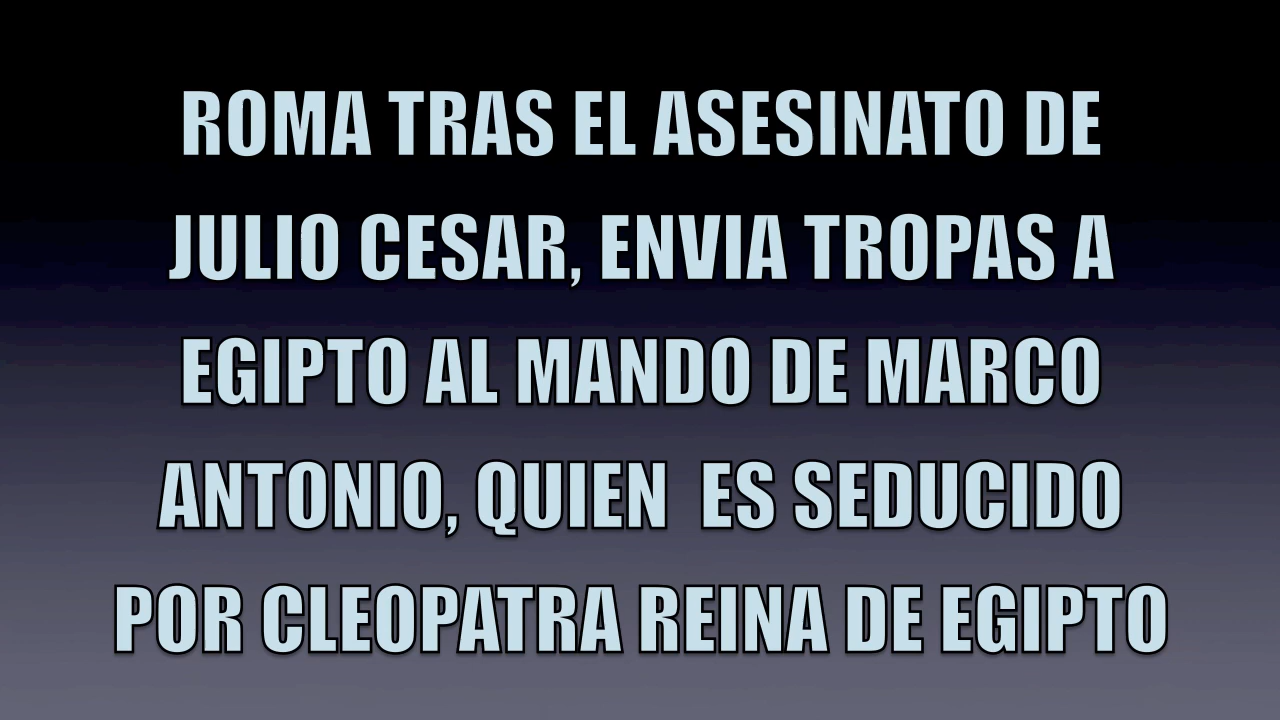 ROMA TRAS EL ASESINATO DE
JULIO CESAR, ENVIA TROPAS A
EGIPTO AL MANDO DE MARCO
ANTONIO, QUIEN  ES SEDUCIDO
POR CLEOPATRA REINA DE EGIPTO